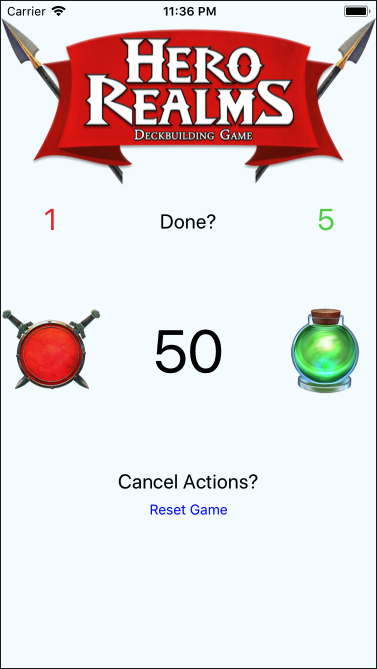 Carrier 11:36 PM
HERO
REALMS
DECKBUILDING GAME
1 Done? 5
50
Cancel Actions?
Reset Game